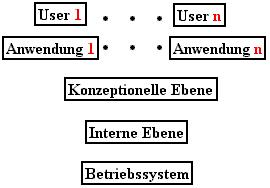 User 1 • • • User n
Anwendung 1 • • • Anwendung n
Konzeptionelle Ebene
Interne Ebene
Betriebssystem